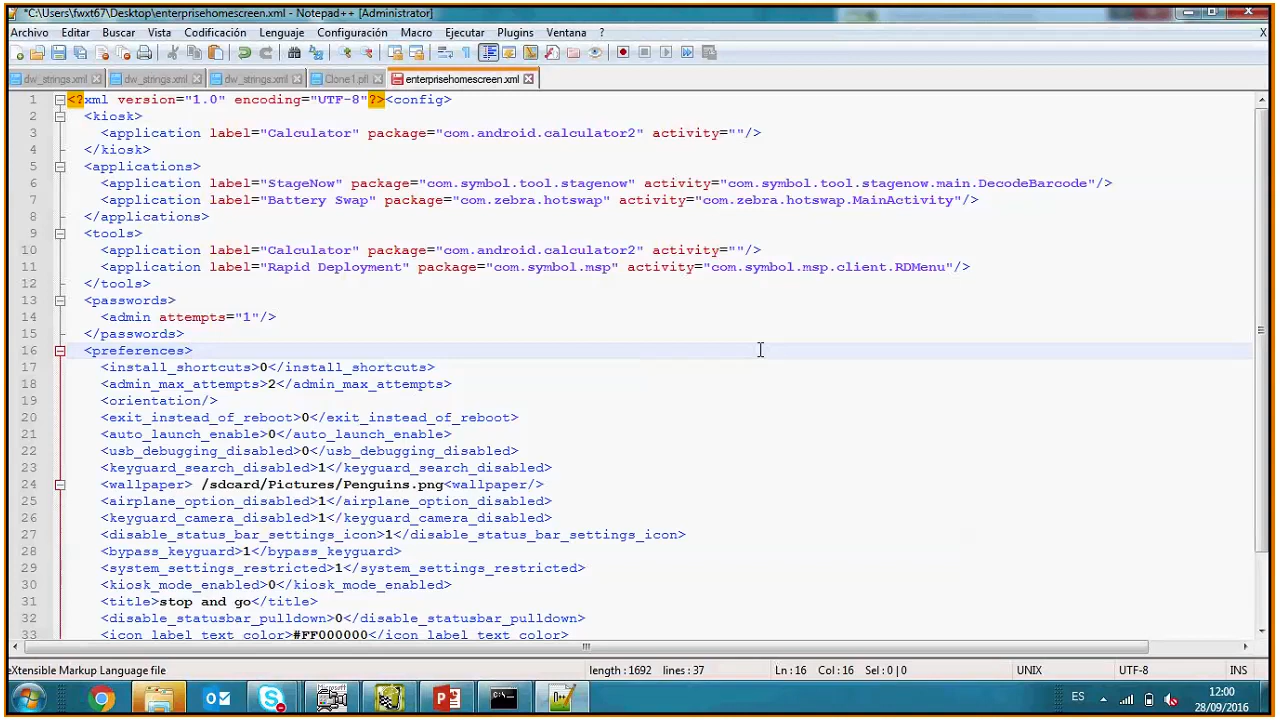 *C:\Users\fwxt67\Desktop\enterprisehomescreen.xml - Notepad++ [Administrator]
Archivo Editar Buscar Vista Codificación Lenguaje Configuración Macro Ejecutar Plugins Ventana ? X
dw_strings.xml dw_strings.xml dw_strings.xml Clone1.pfl enterprisehomescreen.xml
1 <?xml version="1.0" encoding="UTF-8"?><config>
2 <kiosk>
3 <application label="Calculator" package="com.android.calculator2" activity=""/>
4 </kiosk>
5 <applications>
6 <application label="StageNow" package="com.symbol.tool.stagenow" activity="com.symbol.tool.stagenow.main.DecodeBarcode"/>
7 <application label="Battery Swap" package="com.zebra.hotswap" activity="com.zebra.hotswap.MainActivity"/>
8 </applications>
9 <tools>
10 <application label="Calculator" package="com.android.calculator2" activity=""/>
11 <application label="Rapid Deployment" package="com.symbol.msp" activity="com.symbol.msp.client.RDMenu"/>
12 </tools>
13 <passwords>
14 <admin attempts="1"/>
15 </passwords>
16 <preferences>
17 <install_shortcuts>0</install_shortcuts>
18 <admin_max_attempts>2</admin_max_attempts>
19 <orientation/>
20 <exit_instead_of_reboot>0</exit_instead_of_reboot>
21 <auto_launch_enable>0</auto_launch_enable>
22 <usb_debugging_disabled>0</usb_debugging_disabled>
23 <keyguard_search_disabled>1</keyguard_search_disabled>
24 <wallpaper> /sdcard/Pictures/Penguins.png<wallpaper/>
25 <airplane_option_disabled>1</airplane_option_disabled>
26 <keyguard_camera_disabled>1</keyguard_camera_disabled>
27 <disable_status_bar_settings_icon>1</disable_status_bar_settings_icon>
28 <bypass_keyguard>1</bypass_keyguard>
29 <system_settings_restricted>1</system_settings_restricted>
30 <kiosk_mode_enabled>0</kiosk_mode_enabled>
31 <title>stop and go</title>
32 <disable_statusbar_pulldown>0</disable_statusbar_pulldown>
33 <icon_label_text_color>#FF000000</icon_label_text_color>
eXtensible Markup Language file length : 1692 lines : 37 Ln : 16 Col : 16 Sel : 0 | 0 UNIX UTF-8 INS
ES 12:00
28/09/2016